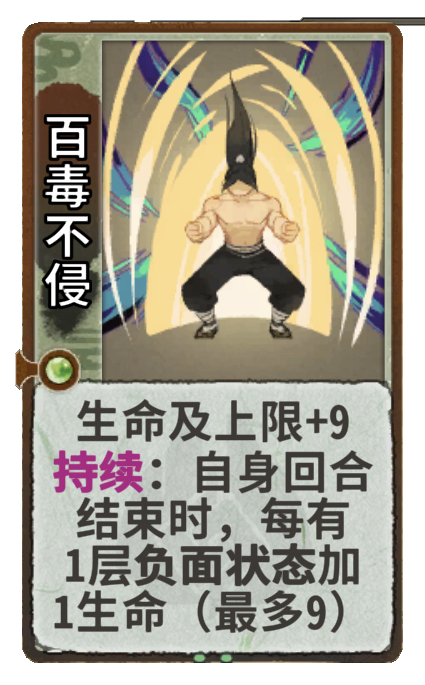 百毒不侵
生命及上限+9
持续：自身回合
结束时，每有
1层负面状态加
1生命（最多9）